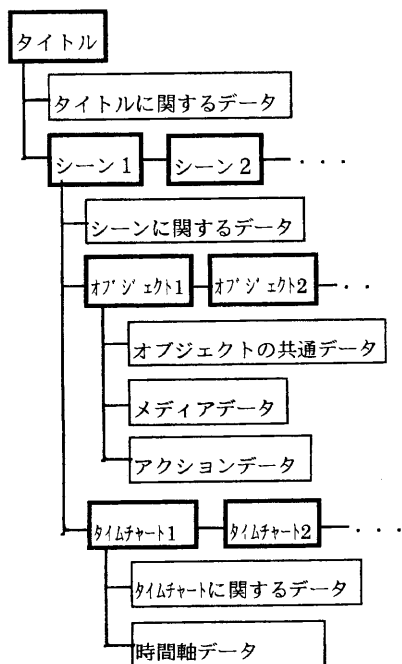 タイトル
タイトルに関するデータ
シーン1 シーン2 ・・・
シーンに関するデータ
オブジェクト1 オブジェクト2 ・・
オブジェクトの共通データ
メディアデータ
アクションデータ
タイムチャート1 タイムチャート2 ・・・
タイムチャートに関するデータ
時間軸データ